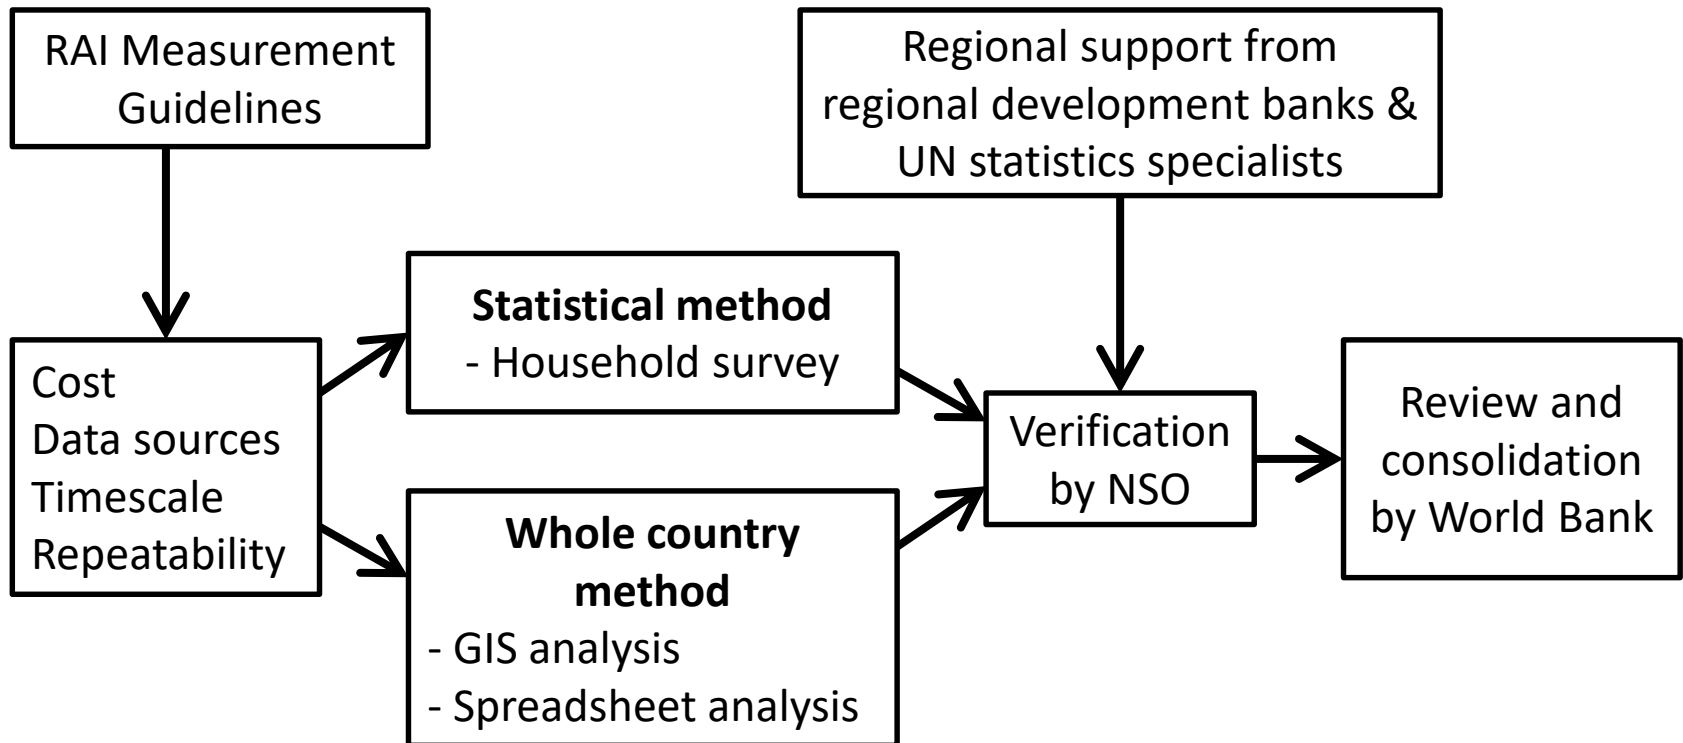 RAI Measurement
Guidelines
Regional support from
regional development banks &
UN statistics specialists
Cost
Data sources
Timescale
Repeatability
Statistical method
- Household survey
Whole country
method
- GIS analysis
- Spreadsheet analysis
Verification
by NSO
Review and
consolidation
by World Bank